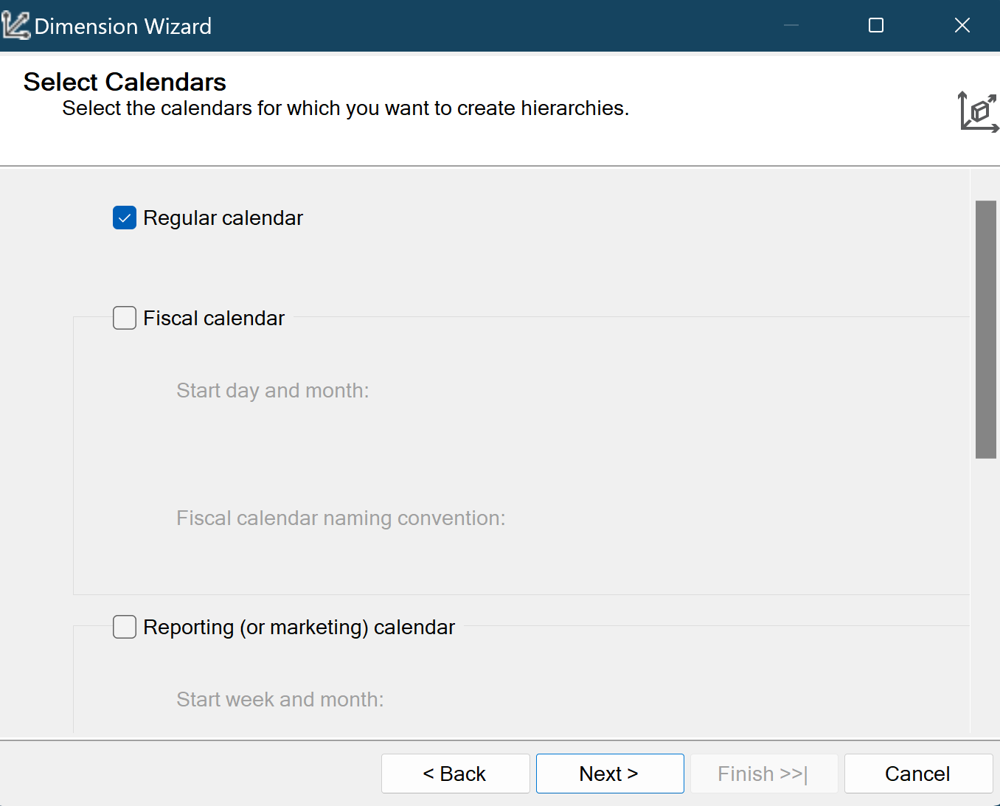 Dimension Wizard
Select Calendars
Select the calendars for which you want to create hierarchies.
Regular calendar
Fiscal calendar
Start day and month:
Fiscal calendar naming convention:
Reporting (or marketing) calendar
Start week and month:
< Back
Next >
Finish >>|
Cancel